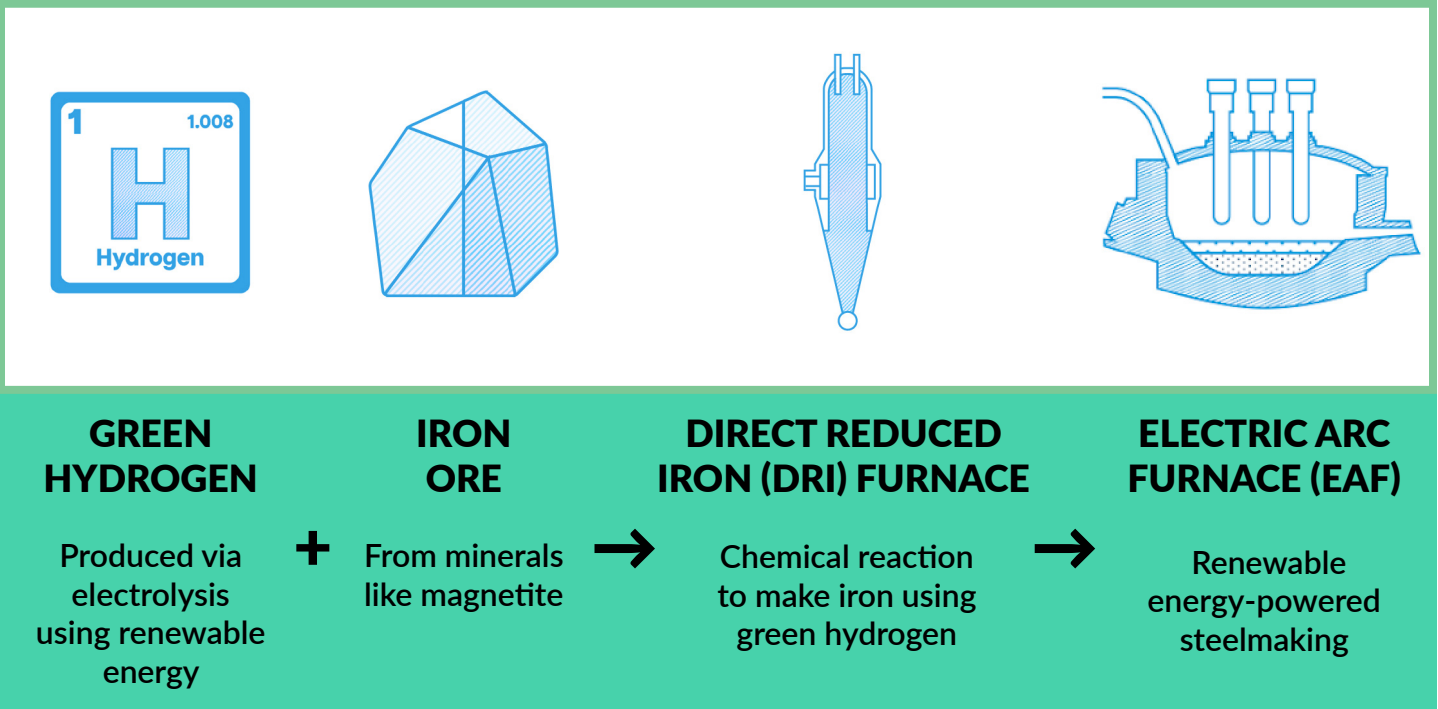 1
1.008
H
Hydrogen
GREEN
HYDROGEN
Produced via
electrolysis
using renewable
energy
+
IRON
ORE
From minerals
like magnetite
→
DIRECT REDUCED
IRON (DRI) FURNACE
Chemical reaction
to make iron using
green hydrogen
→
ELECTRIC ARC
FURNACE (EAF)
Renewable
energy-powered
steelmaking